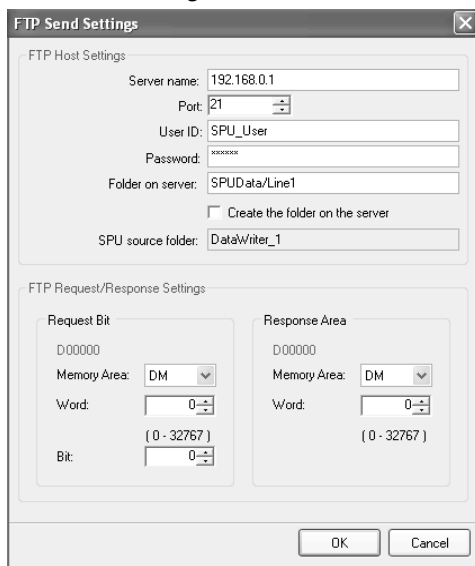 FTP Send Settings
FTP Host Settings
Server name: 192.168.0.1
Port: 21
User ID: SPU_User
Password: ******
Folder on server: SPUData/Line1
Create the folder on the server
SPU source folder: DataWriter_1
FTP Request/Response Settings
Request Bit
D00000
Memory Area: DM
Word: 0
( 0 - 32767 )
Bit: 0
Response Area
D00000
Memory Area: DM
Word: 0
( 0 - 32767 )
OK Cancel